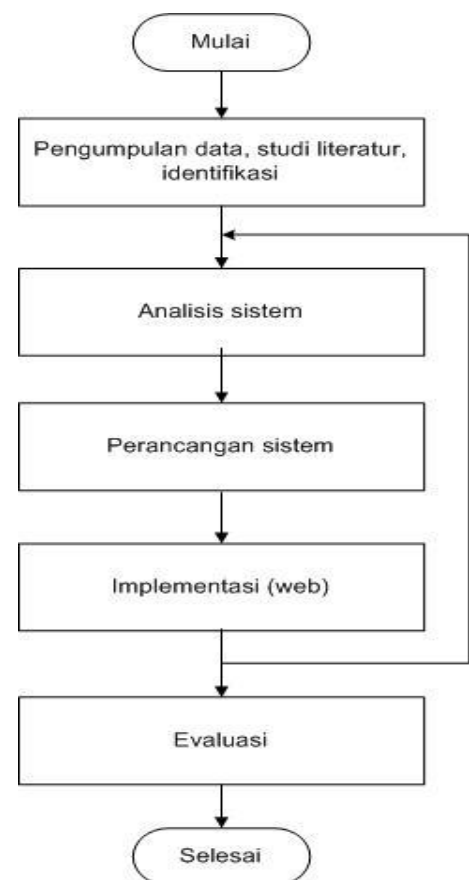 Mulai
Pengumpulan data, studi literatur,
identifikasi
Analisis sistem
Perancangan sistem
Implementasi (web)
Evaluasi
Selesai